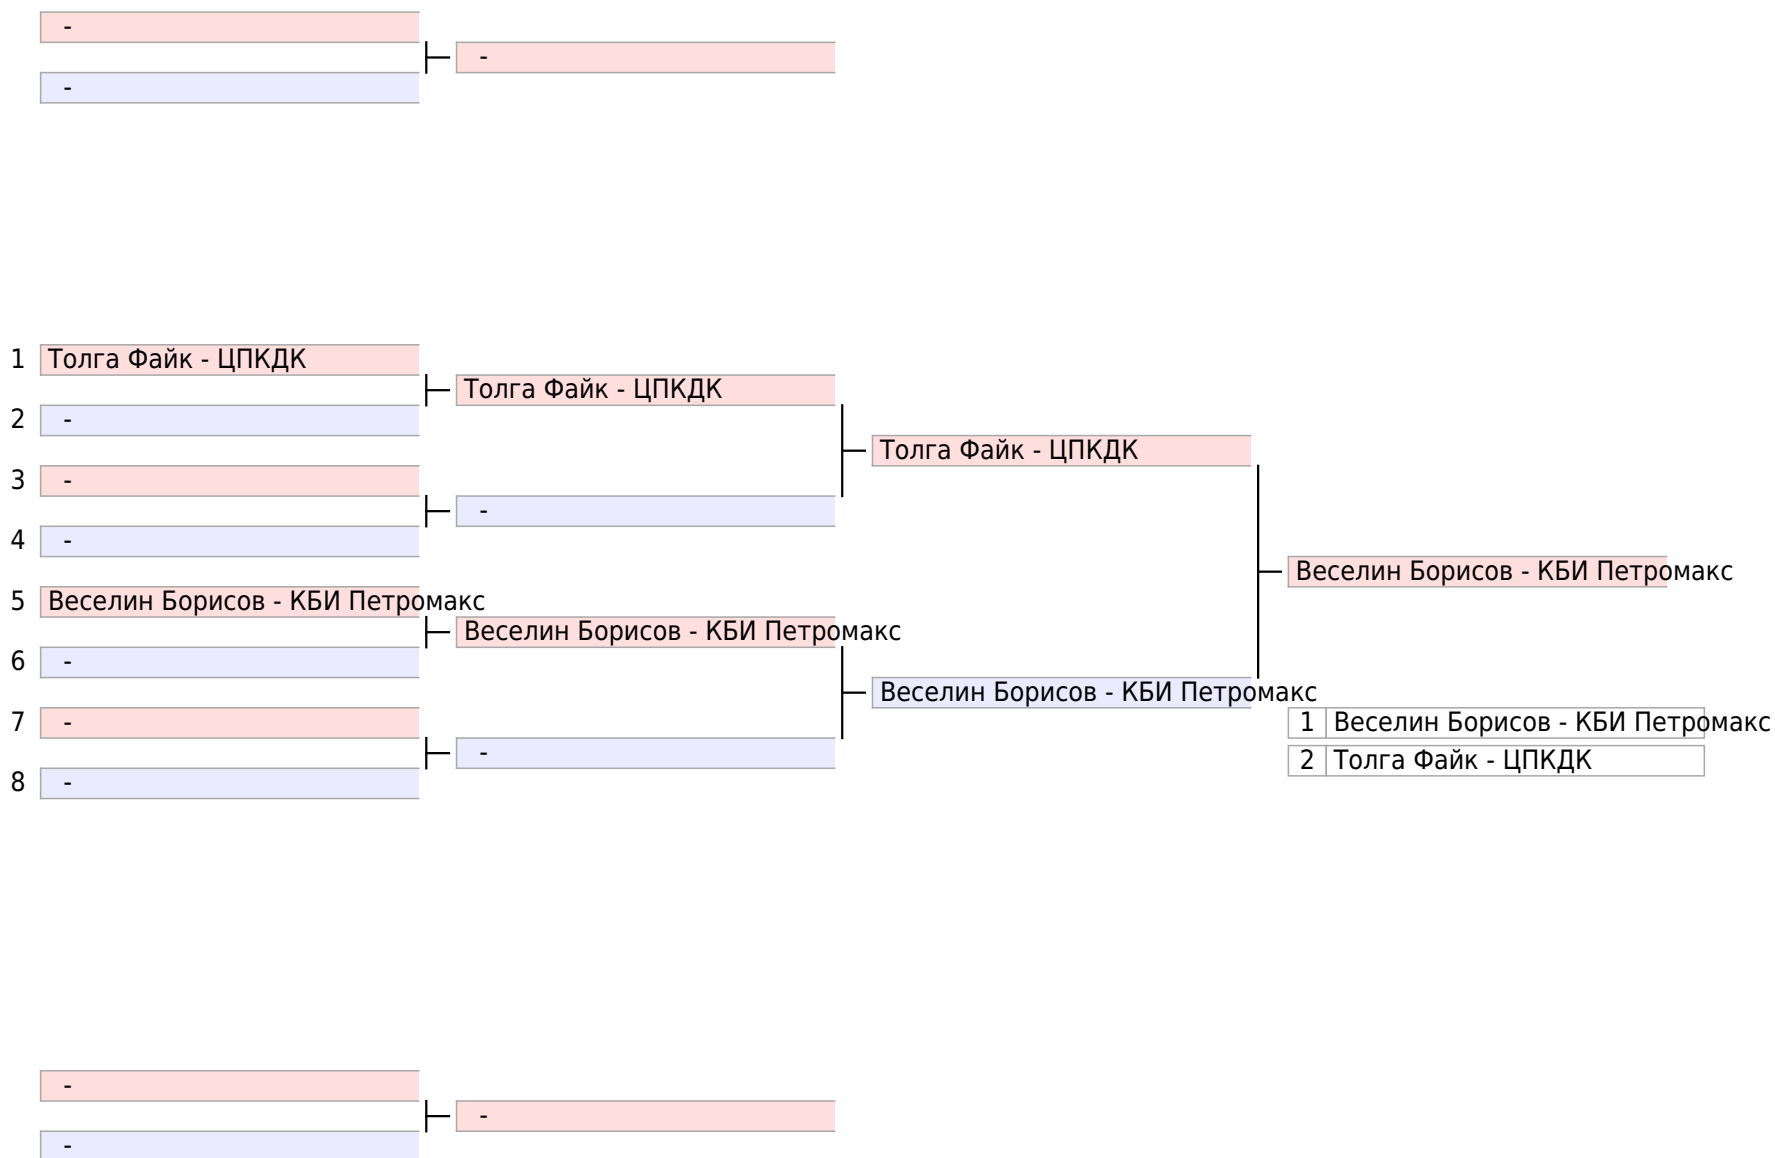 -
-
-
1 Толга Файк - ЦПКДК
Толга Файк - ЦПКДК
2 -
Толга Файк - ЦПКДК
3 -
-
4 -
Веселин Борисов - КБИ Петромакс
5 Веселин Борисов - КБИ Петромакс
Веселин Борисов - КБИ Петромакс
6 -
Веселин Борисов - КБИ Петромакс
7 -
1 Веселин Борисов - КБИ Петромакс
-
2 Толга Файк - ЦПКДК
8 -
-
-
-